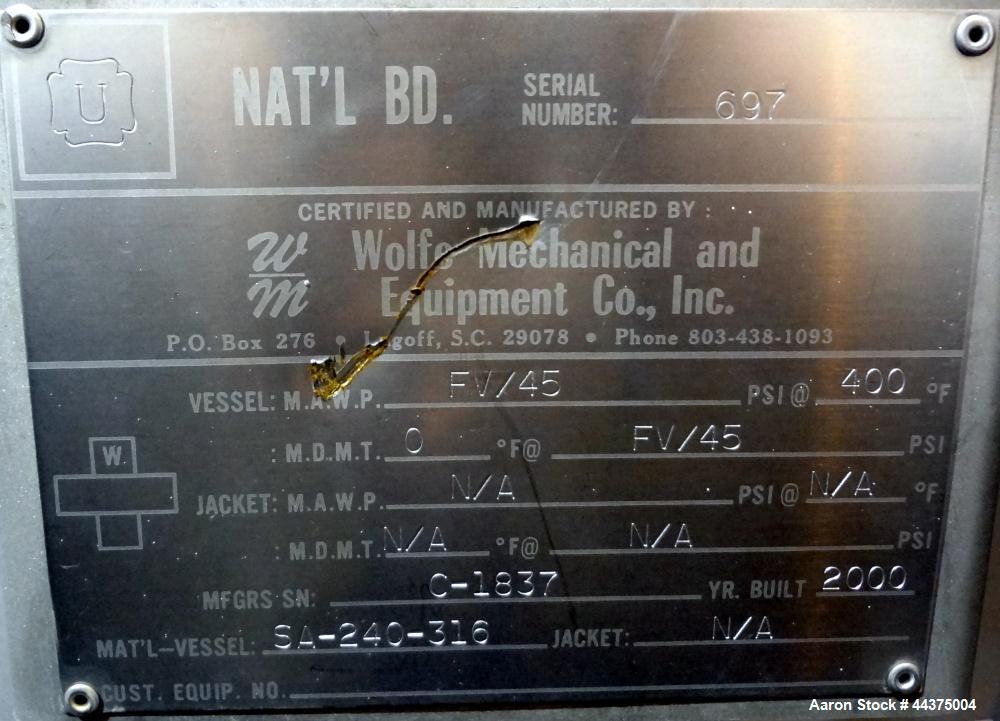 U
NAT'L BD. SERIAL NUMBER: 697
CERTIFIED AND MANUFACTURED BY :
W M
Wolfe Mechanical and
Equipment Co., Inc.
P.O. Box 276 • Lugoff, S.C. 29078 • Phone 803-438-1093
VESSEL: M.A.W.P. FV/45 PSI @ 400 °F
: M.D.M.T. 0 °F@ FV/45 PSI
W
JACKET: M.A.W.P. N/A PSI @ N/A °F
: M.D.M.T. N/A °F@ N/A PSI
MFGRS SN: C-1837 YR. BUILT 2000
MAT'L-VESSEL: SA-240-316 JACKET: N/A
CUST. EQUIP. NO.
Aaron Stock # 44375004